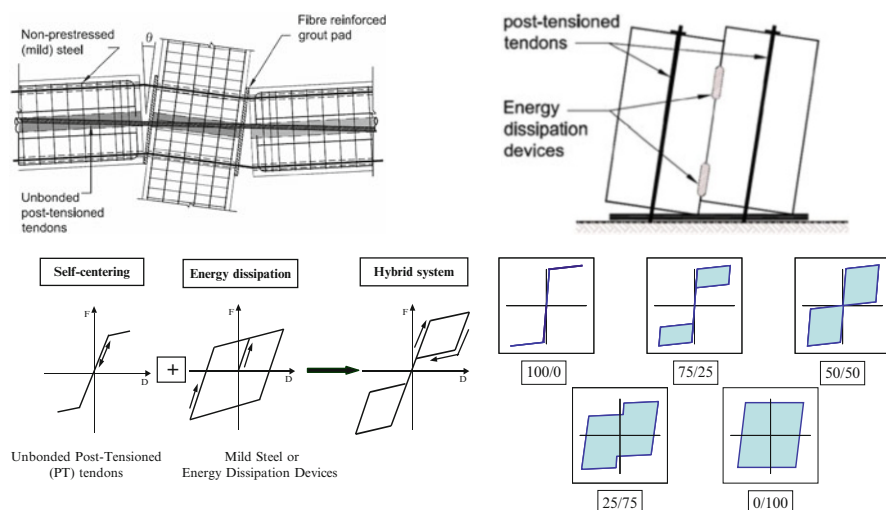 Non-prestressed
(mild) steel
θ
Fibre reinforced
grout pad
Unbonded
post-tensioned
tendons
post-tensioned
tendons
Energy
dissipation
devices
Self-centering
Energy dissipation
Hybrid system
F
D
+
F
D
F
D
Unbonded Post-Tensioned
(PT) tendons
Mild Steel or
Energy Dissipation Devices
100/0
75/25
50/50
25/75
0/100